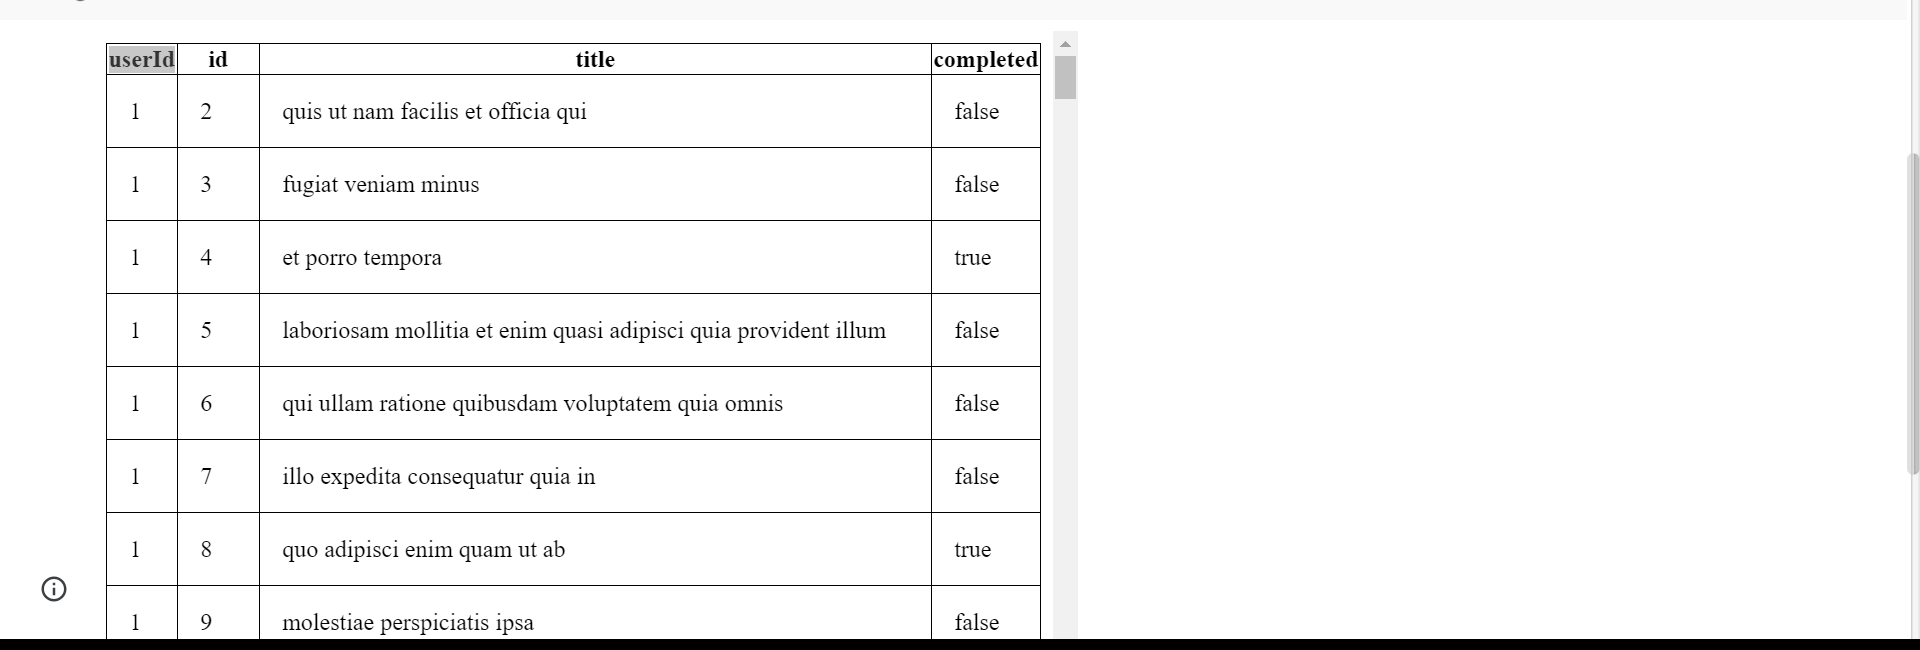 userId id title completed
1 2 quis ut nam facilis et officia qui false
1 3 fugiat veniam minus false
1 4 et porro tempora true
1 5 laboriosam mollitia et enim quasi adipisci quia provident illum false
1 6 qui ullam ratione quibusdam voluptatem quia omnis false
1 7 illo expedita consequatur quia in false
1 8 quo adipisci enim quam ut ab true
1 9 molestiae perspiciatis ipsa false